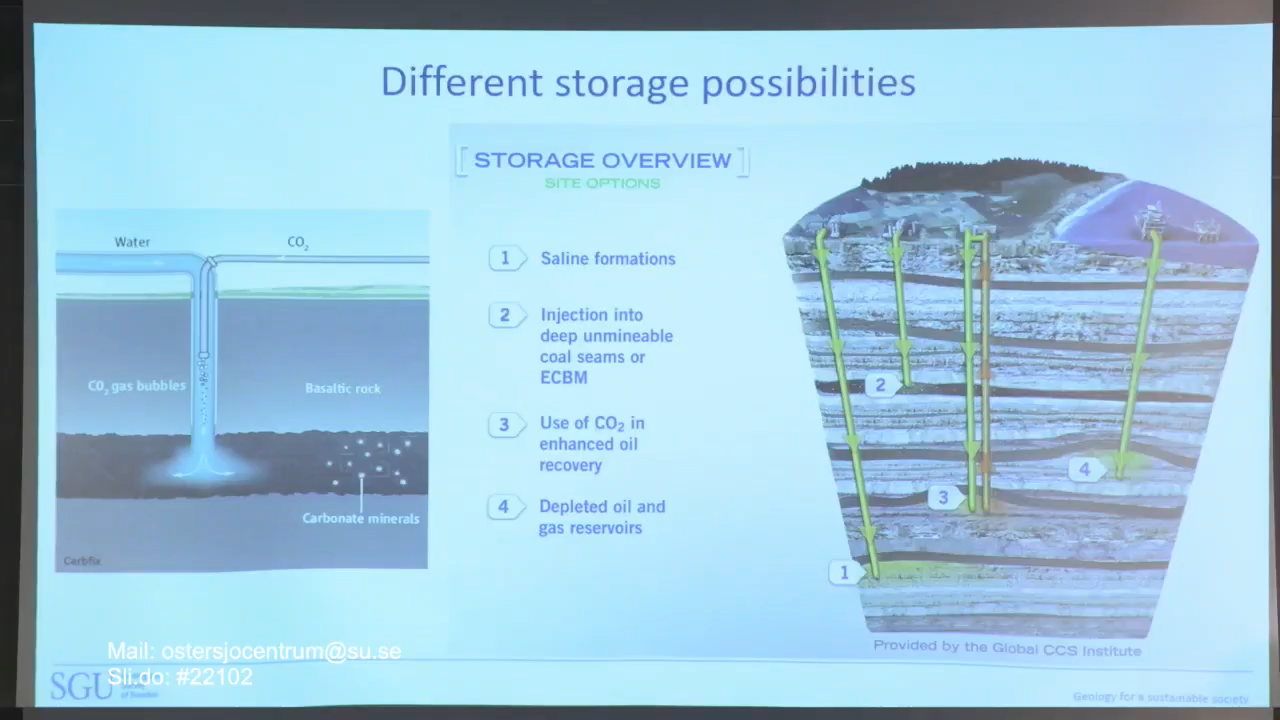 Different storage possibilities
STORAGE OVERVIEW
SITE OPTIONS
Water
CO₂
CO₂ gas bubbles
Basaltic rock
Carbonate minerals
Carbfix
1 Saline formations
2 Injection into
deep unmineable
coal seams or
ECBM
3 Use of CO₂ in
enhanced oil
recovery
4 Depleted oil and
gas reservoirs
2
4
3
1
Provided by the Global CCS Institute
Mail: ostersjocentrum@su.se
Sli.do: #22102
SGU
of Sweden
Geology for a sustainable society